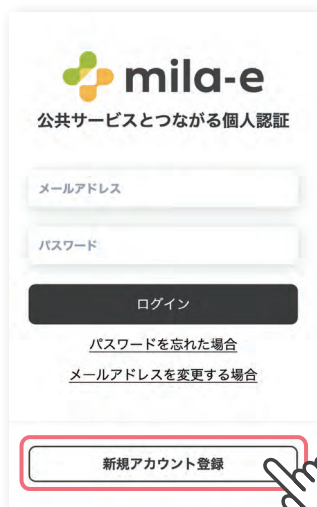 mila-e
公共サービスとつながる個人認証
メールアドレス
パスワード
ログイン
パスワードを忘れた場合
メールアドレスを変更する場合
新規アカウント登録